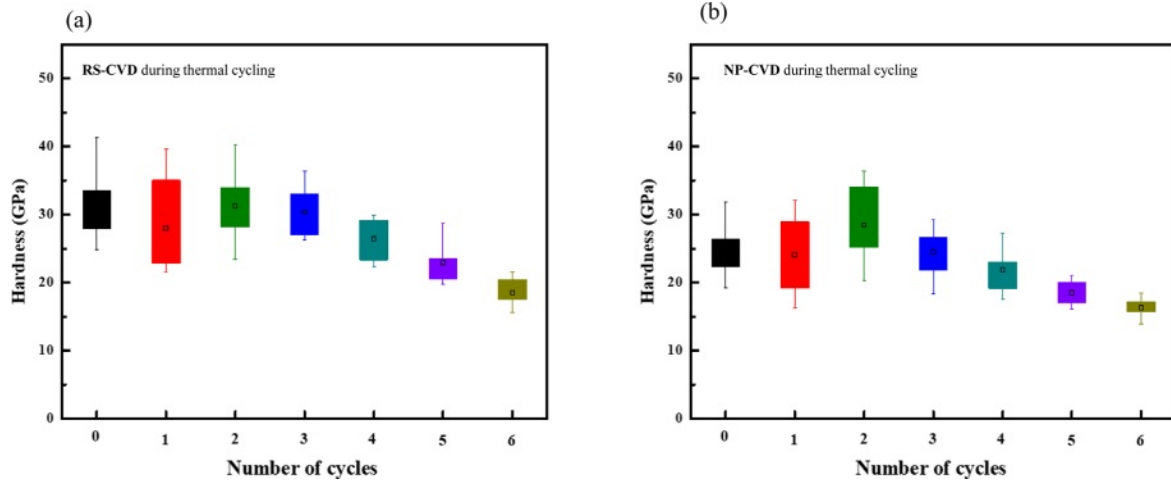 (a)
RS-CVD during thermal cycling
Hardness (GPa)
50
40
30
20
10
0
0 1 2 3 4 5 6
Number of cycles
(b)
NP-CVD during thermal cycling
Hardness (GPa)
50
40
30
20
10
0
0 1 2 3 4 5 6
Number of cycles